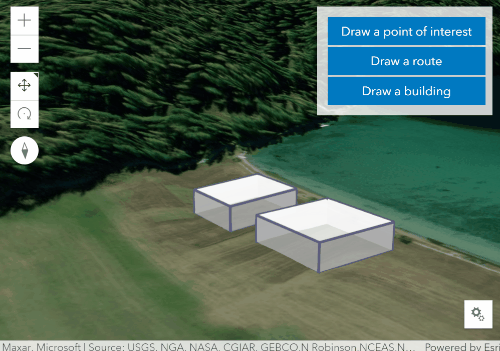 Draw a point of interest
Draw a route
Draw a building
Maxar, Microsoft | Source: USGS, NGA, NASA, CGIAR, GEBCO,N Robinson,NCEAS,N... Powered by Esri